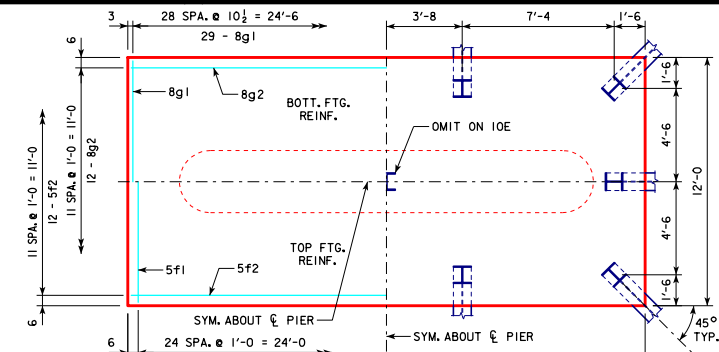 3 28 SPA. @ 10½ = 24'-6 3'-8 7'-4 1'-6
29 - 8g1
6
8g1 8g2
BOTT. FTG.
REINF.
OMIT ON 10E
1'-6
4'-6
12'-0
4'-6
1'-6
11 SPA. @ 1'-0 = 11'-0
12 - 5f2
11 SPA. @ 1'-0 = 11'-0
12 - 8g2
TOP FTG.
REINF.
5f1 5f2
6
SYM. ABOUT ℄ PIER
SYM. ABOUT ℄ PIER
45°
TYP.
6 24 SPA. @ 1'-0 = 24'-0